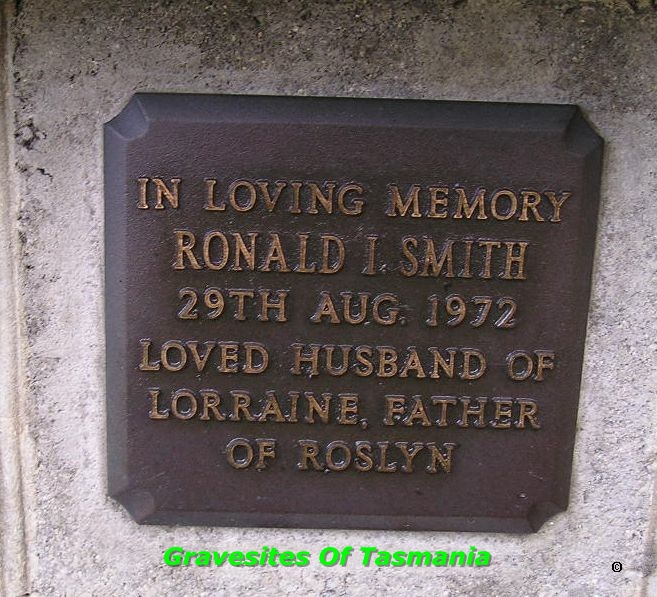 IN LOVING MEMORY
RONALD I. SMITH
29TH AUG. 1972
LOVED HUSBAND OF
LORRAINE, FATHER
OF ROSLYN
Gravesites Of Tasmania
©